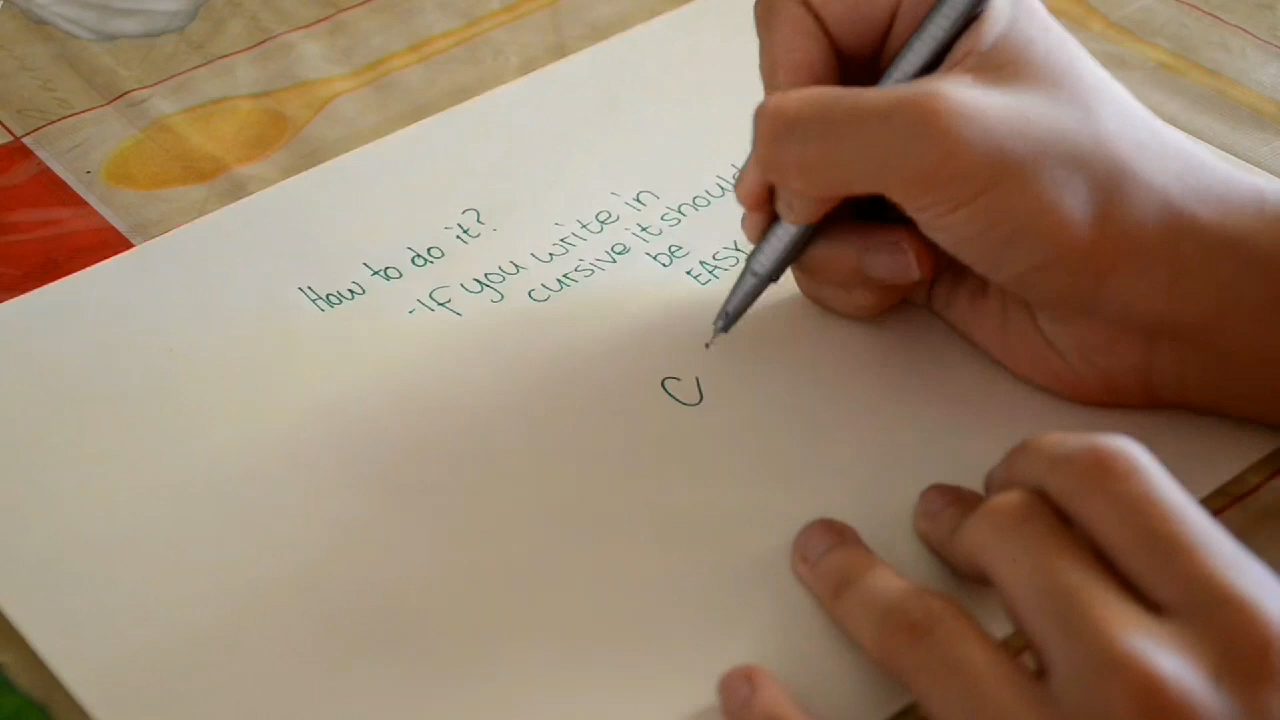 How to do it?
-If you write in
cursive it should
be
EASY
C